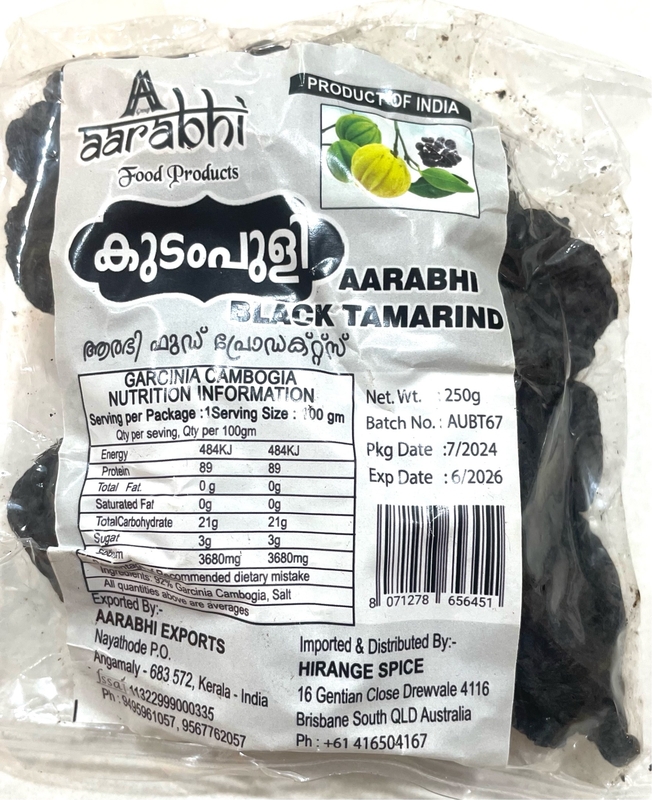 aarabhi
Food Products
PRODUCT OF INDIA
കുടംപുളി
AARABHI
BLACK TAMARIND
ആരഭി ഫുഡ് പ്രോഡക്റ്റ്സ്
GARCINIA CAMBOGIA
NUTRITION INFORMATION
Serving per Package :1Serving Size : 100 gm
Qty per serving, Qty per 100gm
Energy 484KJ 484KJ
Protein 89 89
Total Fat. 0 g 0g
Saturated Fat 0g 0g
TotalCarbohydrate 21g 21g
Sugat 3g 3g
3680mg 3680mg
Recommended dietary mistake
Ingredients: 92% Garcinia Cambogia, Salt
All quantities above are averages
Net.Wt. : 250g
Batch No. : AUBT67
Pkg Date :7/2024
Exp Date : 6/2026
8 071278 656451
Exported By:-
AARABHI EXPORTS
Nayathode P.O.
Angamaly - 683 572, Kerala - India
fssai 11322999000335
Ph : 9495961057, 9567762057
Imported & Distributed By:-
HIRANGE SPICE
16 Gentian Close Drewvale 4116
Brisbane South QLD Australia
Ph : +61 416504167